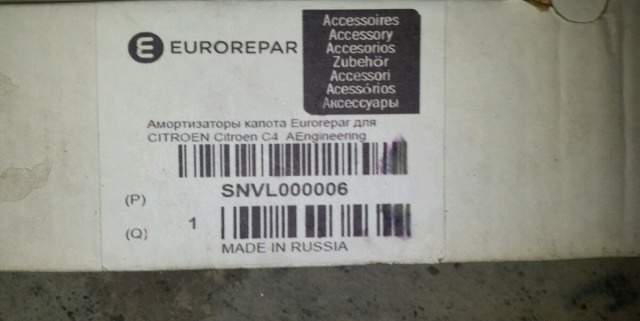 EUROREPAR
Accessoires
Accessory
Accesorios
Zubehör
Accessori
Acessórios
Аксессуары
Амортизаторы капота Eurorepar для
CITROEN Citroen C4 AEngineering
SNVL000006
(P)
(Q) 1
MADE IN RUSSIA